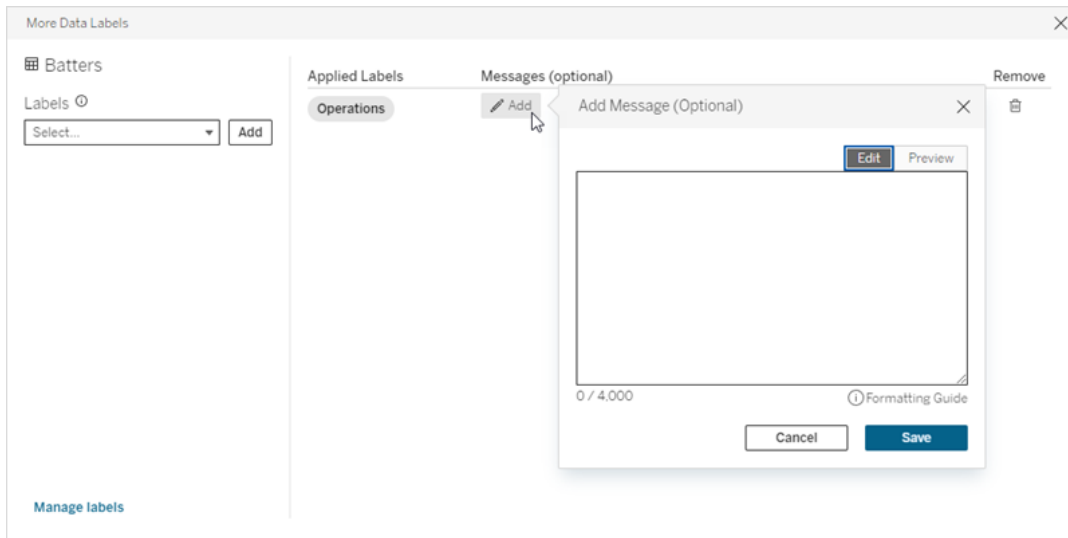 More Data Labels
Batters
Labels
Select...
Add
Manage labels
Applied Labels
Messages (optional)
Remove
Operations
Add
Add Message (Optional)
Edit
Preview
0 / 4,000
Formatting Guide
Cancel
Save